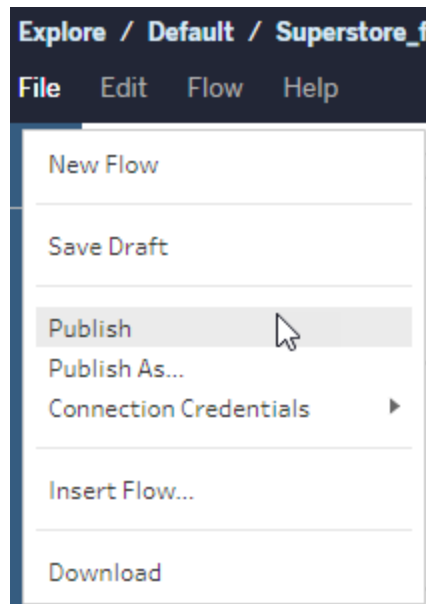 Explore / Default / Superstore_f
File Edit Flow Help
New Flow
Save Draft
Publish
Publish As...
Connection Credentials
Insert Flow...
Download